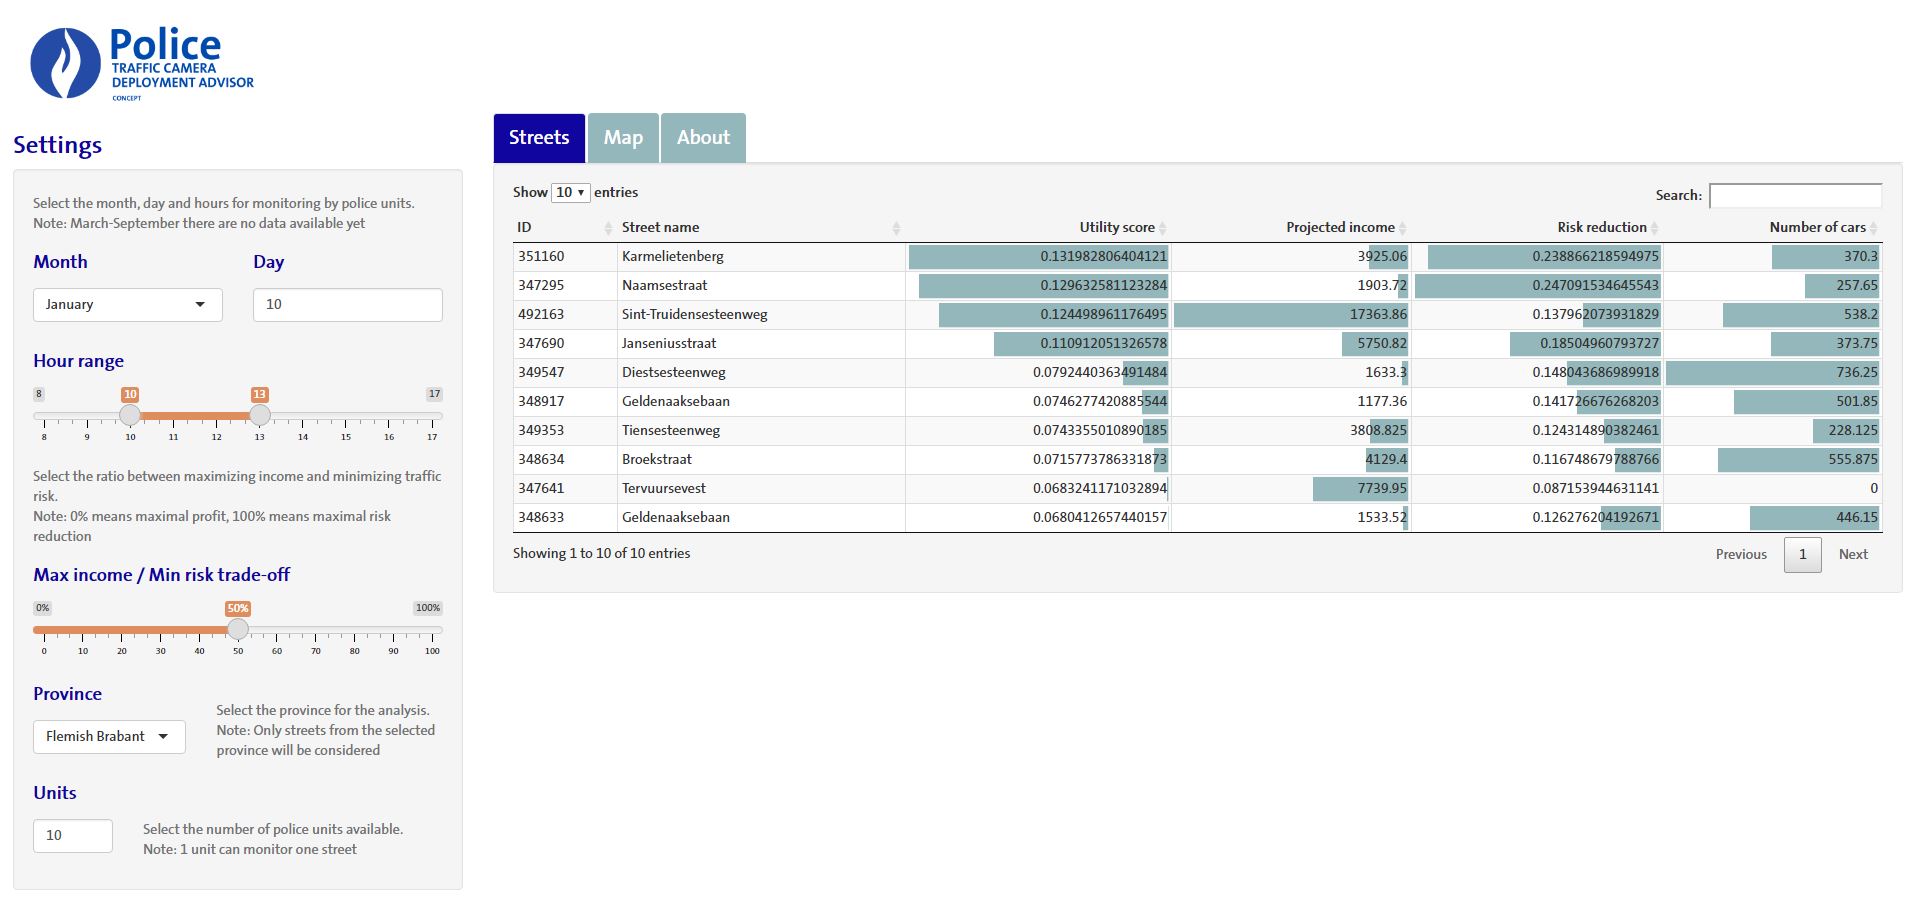 Police
TRAFFIC CAMERA
DEPLOYMENT ADVISOR
CONCEPT
Settings
Select the month, day and hours for monitoring by police units.
Note: March-September there are no data available yet
Month Day
January 10
Hour range
8 10 13 17
8 9 10 11 12 13 14 15 16 17
Select the ratio between maximizing income and minimizing traffic
risk.
Note: 0% means maximal profit, 100% means maximal risk
reduction
Max income / Min risk trade-off
0% 50% 100%
0 10 20 30 40 50 60 70 80 90 100
Province
Flemish Brabant
Select the province for the analysis.
Note: Only streets from the selected
province will be considered
Units
10
Select the number of police units available.
Note: 1 unit can monitor one street
Streets Map About
Show 10 entries
Search:
ID Street name Utility score Projected income Risk reduction Number of cars
351160 Karmelietenberg 0.131982806404121 3925.06 0.238866218594975 370.3
347295 Naamsestraat 0.129632581123284 1903.72 0.247091534645543 257.65
492163 Sint-Truidensesteenweg 0.124498961176495 17363.86 0.137962073931829 538.2
347690 Janseniusstraat 0.110912051326578 5750.82 0.18504960793727 373.75
349547 Diestsesteenweg 0.0792440363491484 1633.3 0.148043686989918 736.25
348917 Geldenaaksebaan 0.0746277420885544 1177.36 0.141726676268203 501.85
349353 Tiensesteenweg 0.0743355010890185 3808.825 0.124314890382461 228.125
348634 Broekstraat 0.0715773786331873 4129.4 0.116748679788766 555.875
347641 Tervuursevest 0.0683241171032894 7739.95 0.087153944631141 0
348633 Geldenaaksebaan 0.0680412657440157 1533.52 0.126276204192671 446.15
Showing 1 to 10 of 10 entries
Previous 1 Next